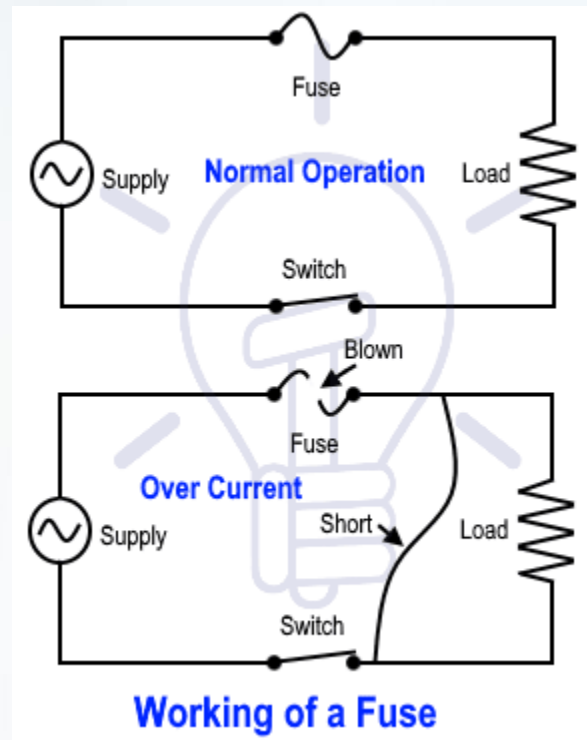 Fuse
Supply
Normal Operation
Load
Switch
Blown
Fuse
Over Current
Short
Supply
Load
Switch
Working of a Fuse